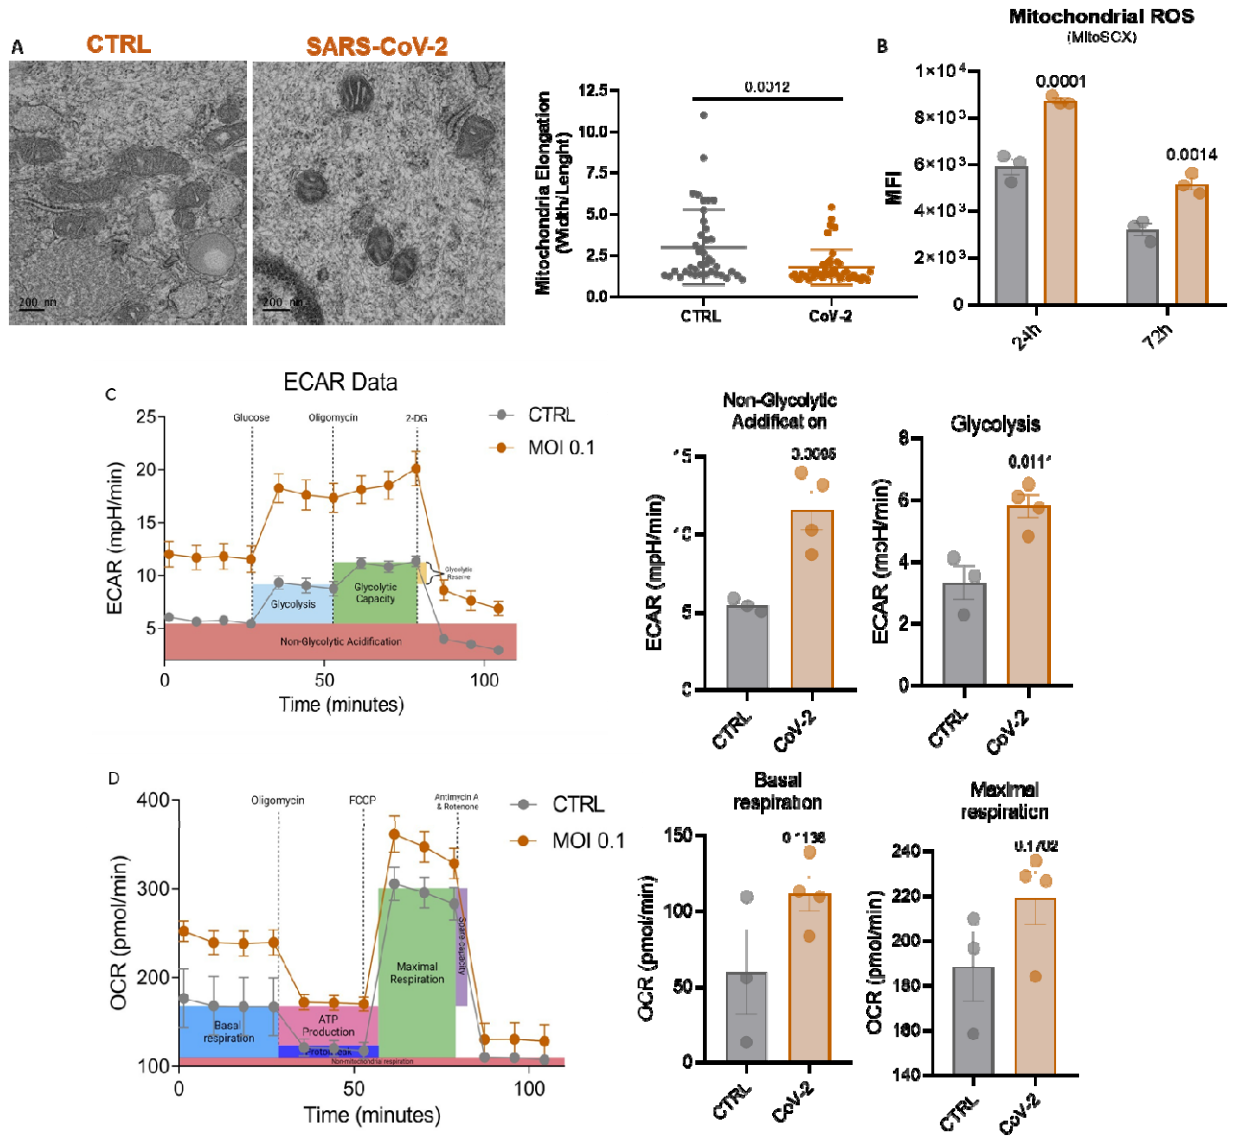 A
CTRL
SARS-CoV-2
200 nm
200 nm
12.5
10.0
7.5
5.0
2.5
0.0
Mitochondria Elongation
(Width/Lenght)
0.0012
CTRL
CoV-2
B
Mitochondrial ROS
(MitoSOX)
1×10⁴
8×10³
6×10³
4×10³
2×10³
0
MFI
0.0001
0.0014
24h
72h
C
ECAR Data
25
20
15
10
5
ECAR (mpH/min)
Glucose
Oligomycin
2-DG
CTRL
MOI 0.1
Glycolysis
Glycolytic
Capacity
Glycolytic
Reserve
Non-Glycolytic Acidification
0
50
100
Time (minutes)
Non-Glycolytic
Acidification
ECAR (mpH/min)
CTRL
CoV-2
Glycolysis
8
6
4
2
0
ECAR (mpH/min)
CTRL
CoV-2
D
400
300
200
100
OCR (pmol/min)
Oligomycin
FCCP
Antimycin A
& Rotenone
CTRL
MOI 0.1
Basal
respiration
ATP
Production
Maximal
Respiration
Non-mitochondria respiration
0
50
100
Time (minutes)
Basal
respiration
150
100
50
0
OCR (pmol/min)
CTRL
CoV-2
Maximal
respiration
240
220
200
180
160
140
OCR (pmol/min)
0.1702
CTRL
CoV-2